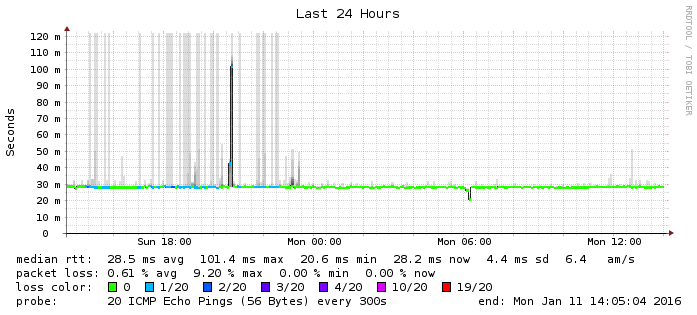 Last 24 Hours
RRDTOOL / TOBI OETIKER
Seconds
120 m
110 m
100 m
90 m
80 m
70 m
60 m
50 m
40 m
30 m
20 m
10 m
0
Sun 18:00 Mon 00:00 Mon 06:00 Mon 12:00
median rtt: 28.5 ms avg 101.4 ms max 20.6 ms min 28.2 ms now 4.4 ms sd 6.4 am/s
packet loss: 0.61 % avg 9.20 % max 0.00 % min 0.00 % now
loss color: 0 1/20 2/20 3/20 4/20 10/20 19/20
probe: 20 ICMP Echo Pings (56 Bytes) every 300s end: Mon Jan 11 14:05:04 2016